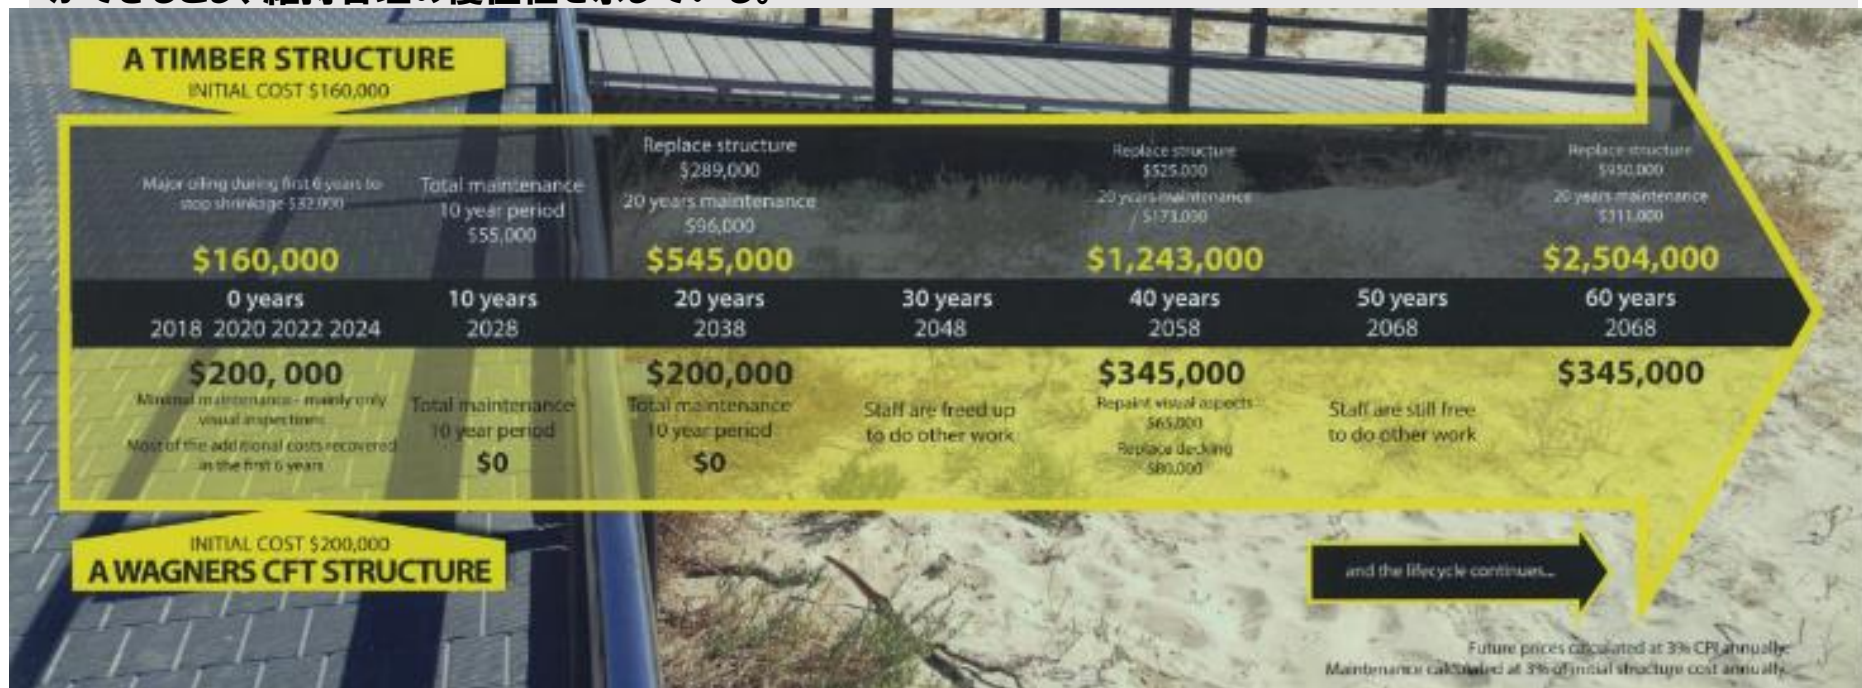 A TIMBER STRUCTURE
INITIAL COST $160,000
Major oiling during first 6 years to
stop shrinkage $32,000
$160,000
Total maintenance
10 year period
$55,000
Replace structure
$289,000
20 years maintenance
$96,000
$545,000
Replace structure
$525,000
20 years maintenance
$173,000
$1,243,000
Replace structure
$950,000
20 years maintenance
$311,000
$2,504,000
0 years
2018 2020 2022 2024
10 years
2028
20 years
2038
30 years
2048
40 years
2058
50 years
2068
60 years
2068
$200, 000
Minimal maintenance - mainly only
visual inspections
Most of the additional costs recovered
in the first 6 years
Total maintenance
10 year period
$0
$200,000
Total maintenance
10 year period
$0
Staff are freed up
to do other work
$345,000
Repaint visual aspects
$65,000
Replace decking
$80,000
Staff are still free
to do other work
$345,000
INITIAL COST $200,000
A WAGNERS CFT STRUCTURE
and the lifecycle continues...
Future prices calculated at 3% CPI annually.
Maintenance calculated at 3% of initial structure cost annually.